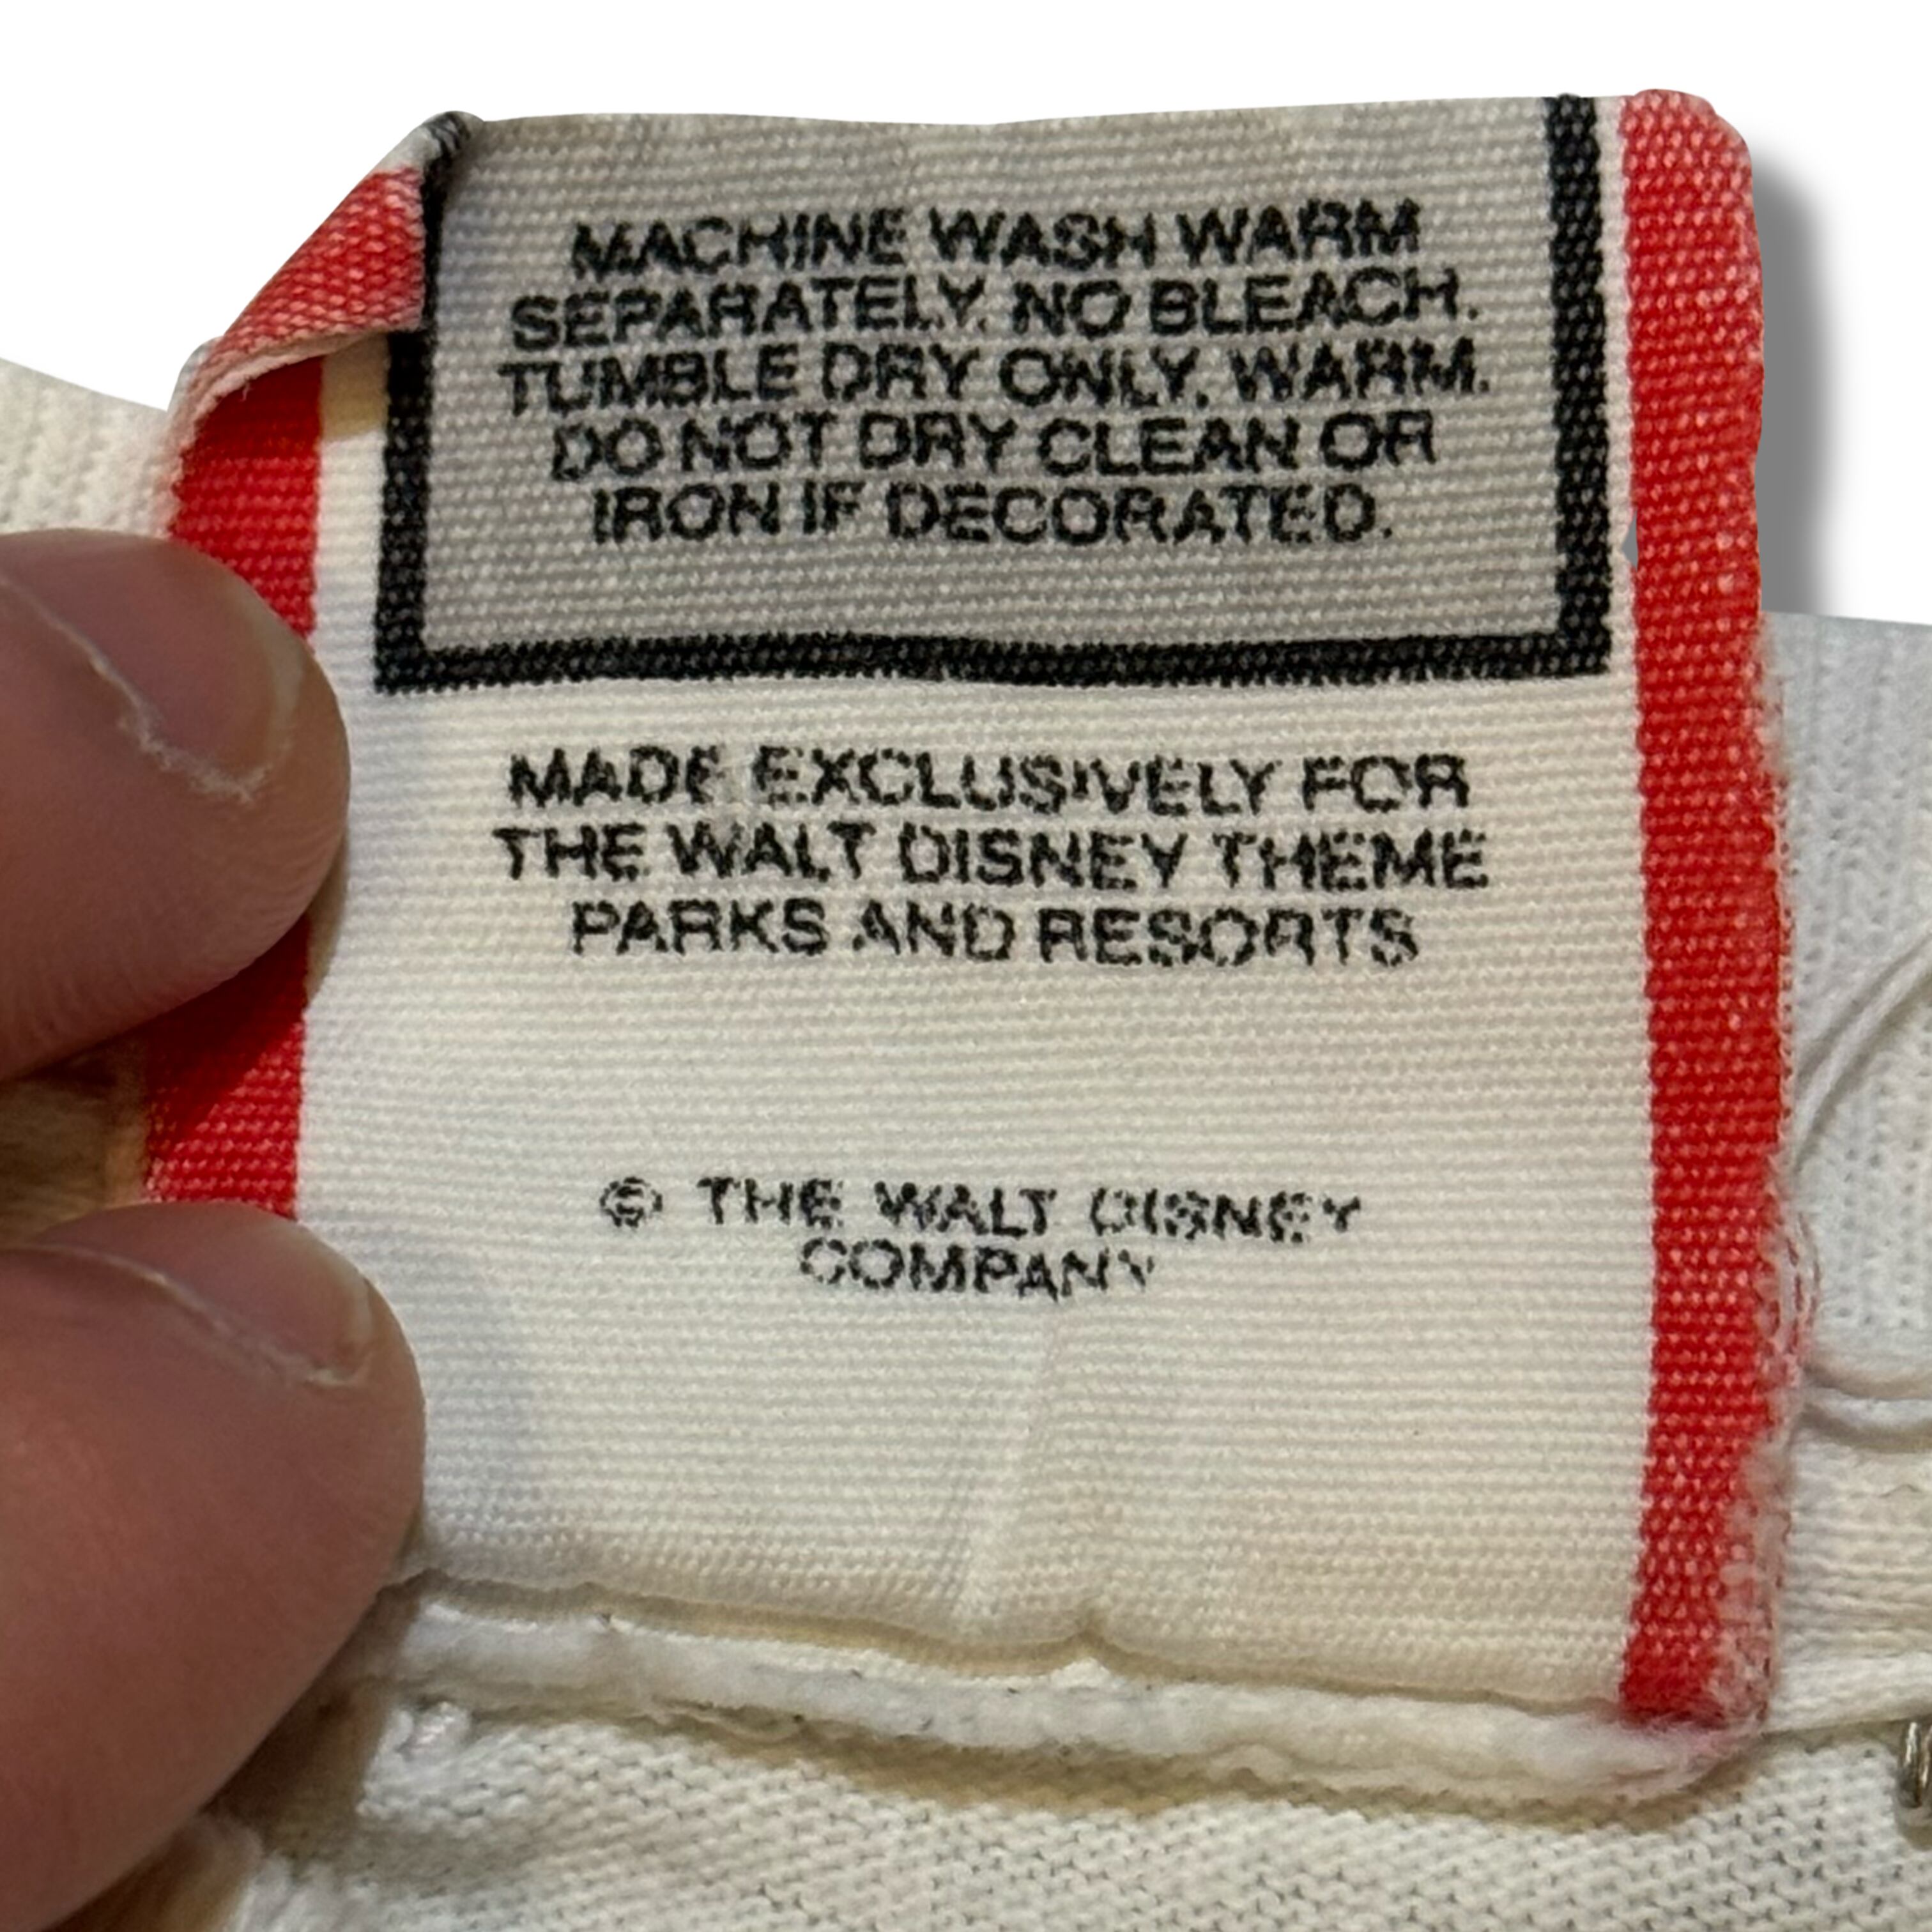 MACHINE WASH WARM
SEPARATELY. NO BLEACH.
TUMBLE DRY ONLY, WARM.
DO NOT DRY CLEAN OR
IRON IF DECORATED.
MADE EXCLUSIVELY FOR
THE WALT DISNEY THEME
PARKS AND RESORTS
© THE WALT DISNEY
COMPANY